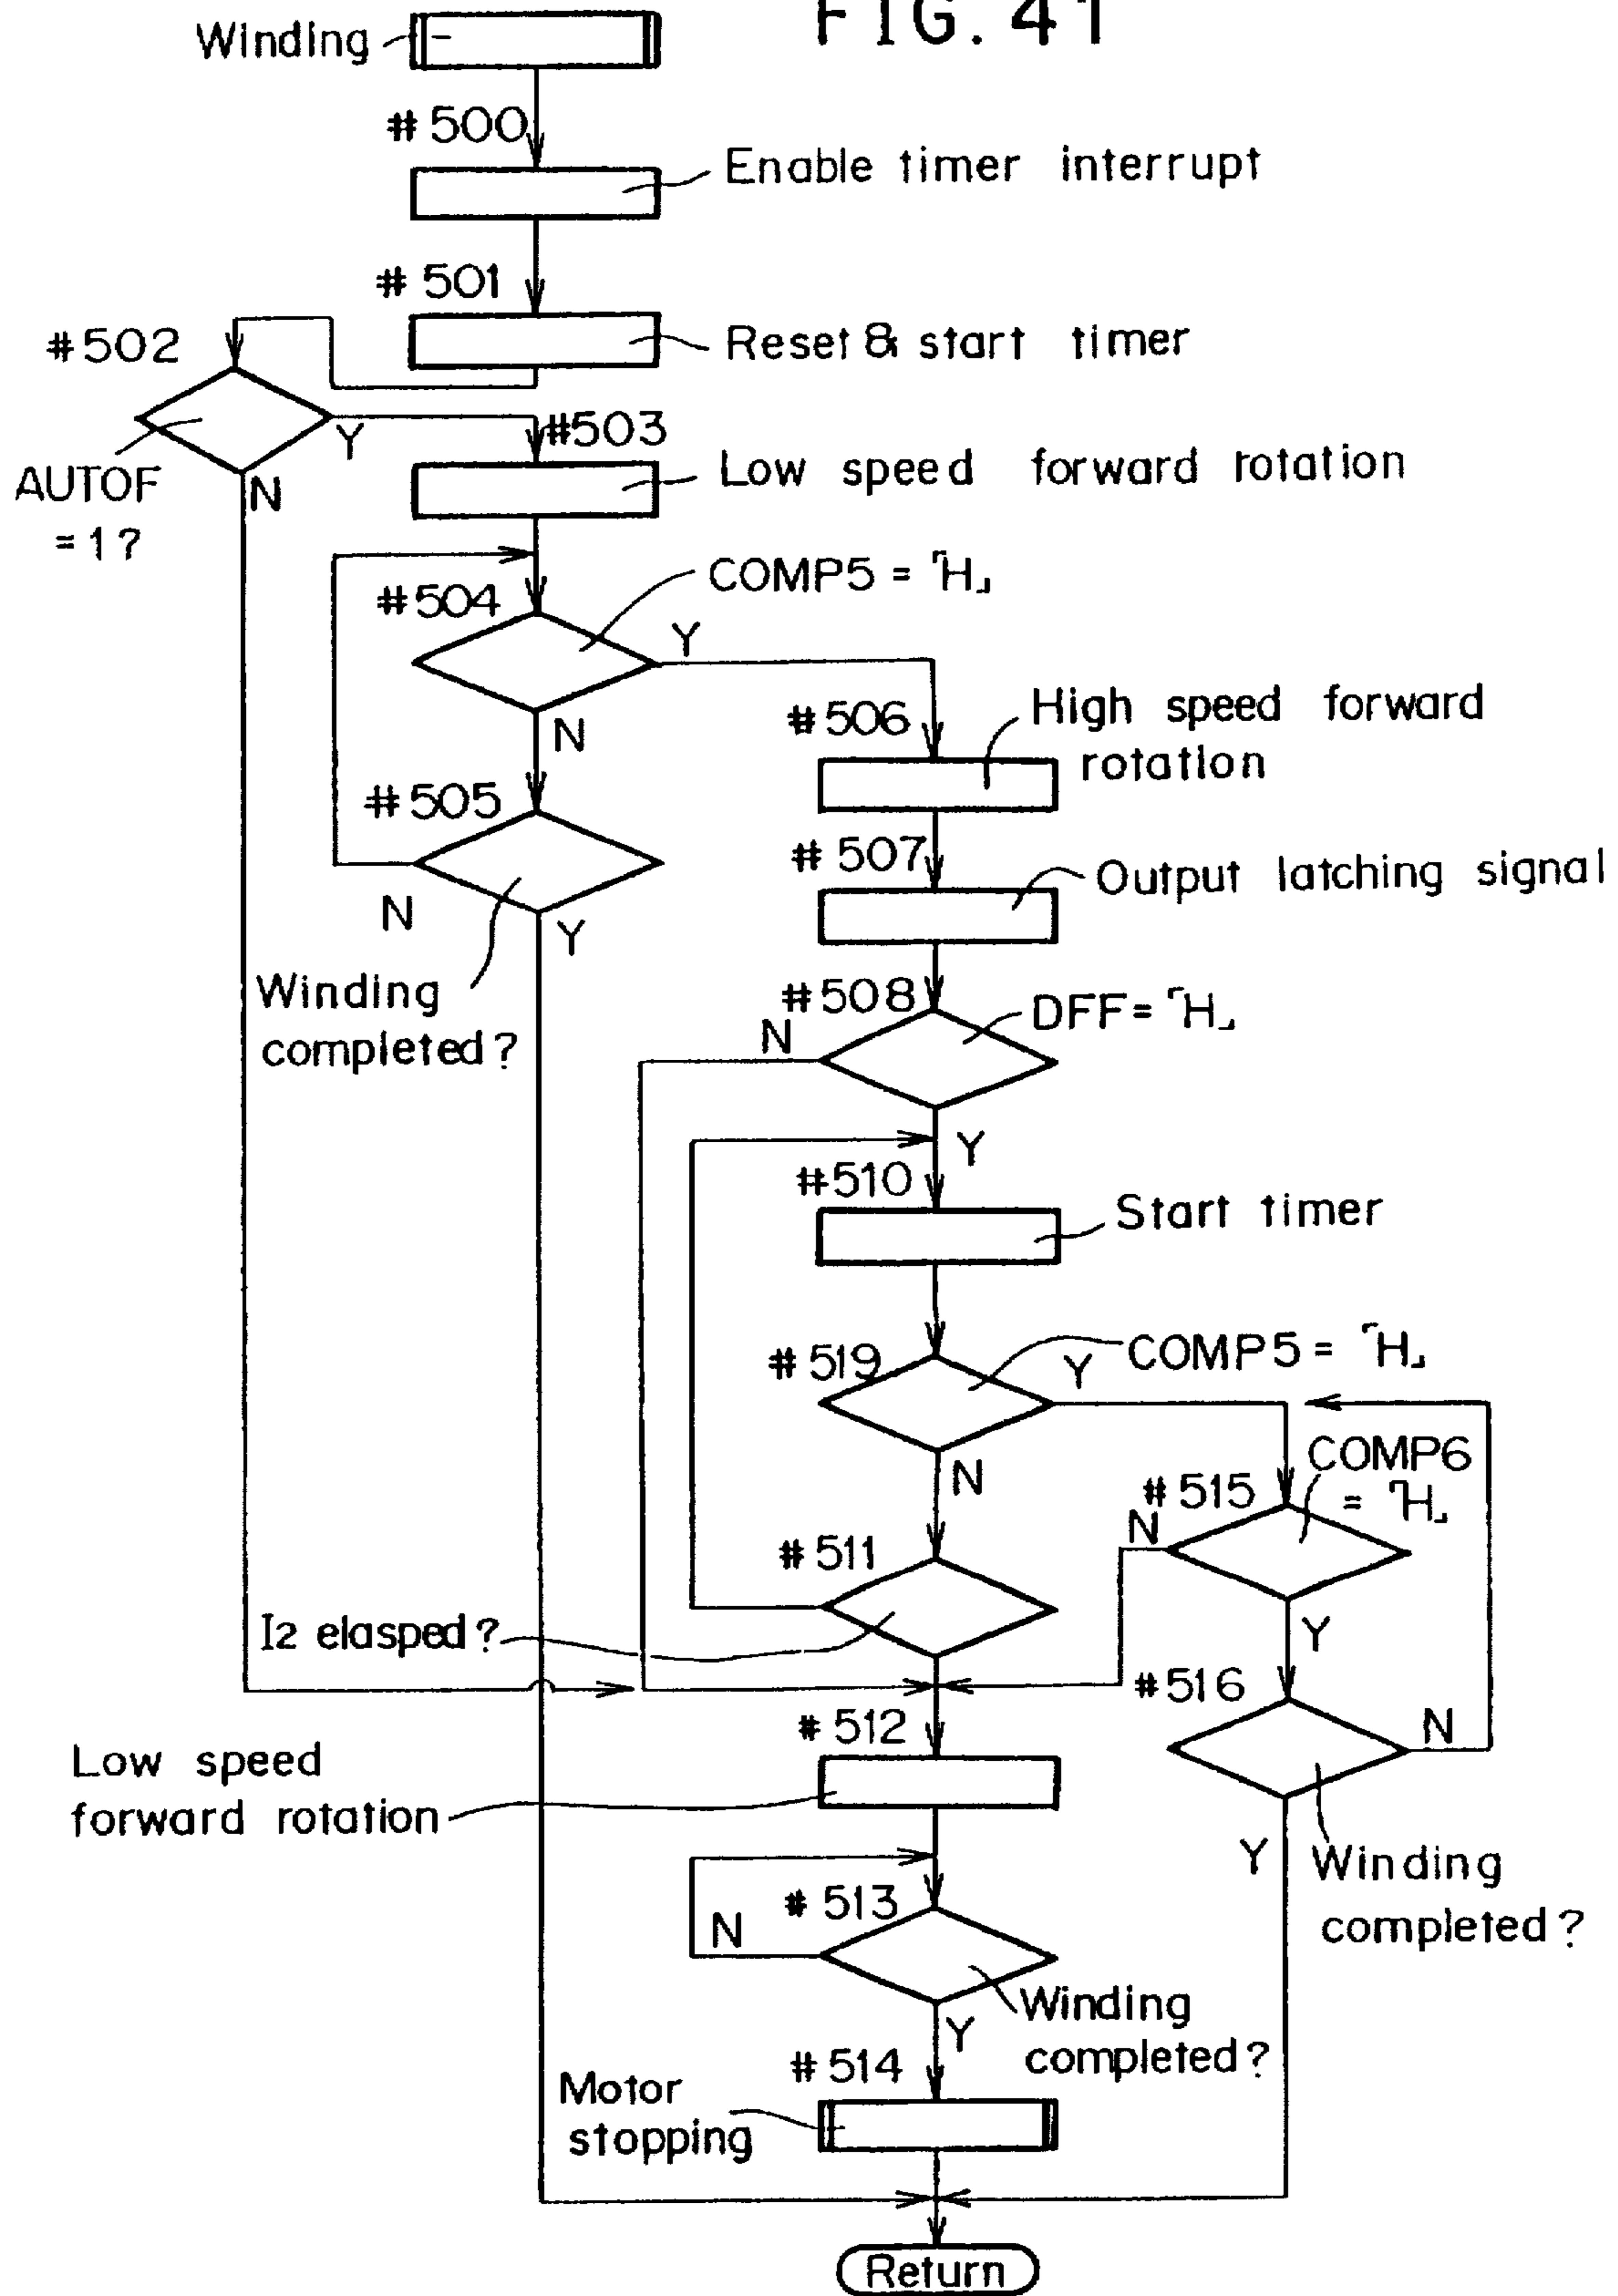 FIG. 41
Winding
#500
Enable timer interrupt
#501
Reset & start timer
#502
AUTOF
=1?
Y
N
#503
Low speed forward rotation
#504
COMP5 = 「H」
Y
N
#505
N
Y
Winding
completed?
#506
High speed forward
rotation
#507
Output latching signal
#508
DFF= 「H」
N
Y
#510
Start timer
#519
COMP5 = 「H」
Y
N
#511
I2 elasped?
#515
COMP6
= 「H」
N
Y
#516
N
Y
Winding
completed?
#512
Low speed
forward rotation
#513
N
Y
Winding
completed?
#514
Motor
stopping
Return